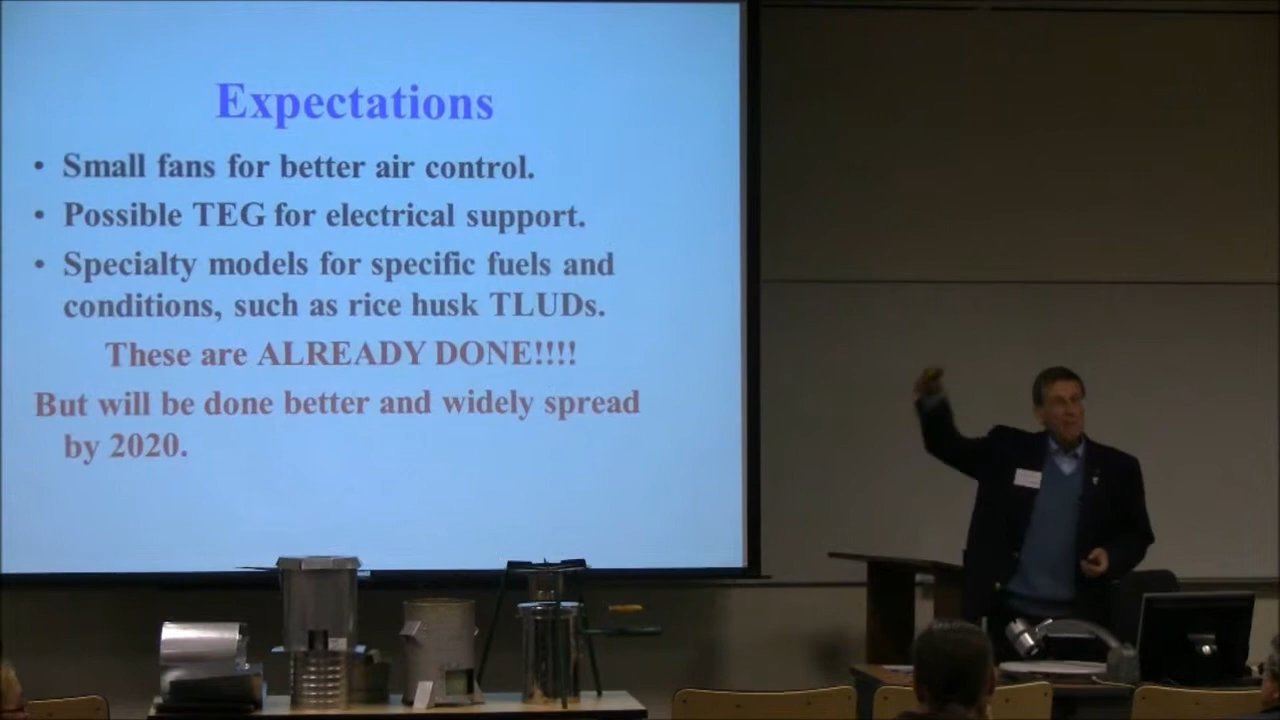 Expectations
• Small fans for better air control.
• Possible TEG for electrical support.
• Specialty models for specific fuels and
conditions, such as rice husk TLUDs.
These are ALREADY DONE!!!!
But will be done better and widely spread
by 2020.